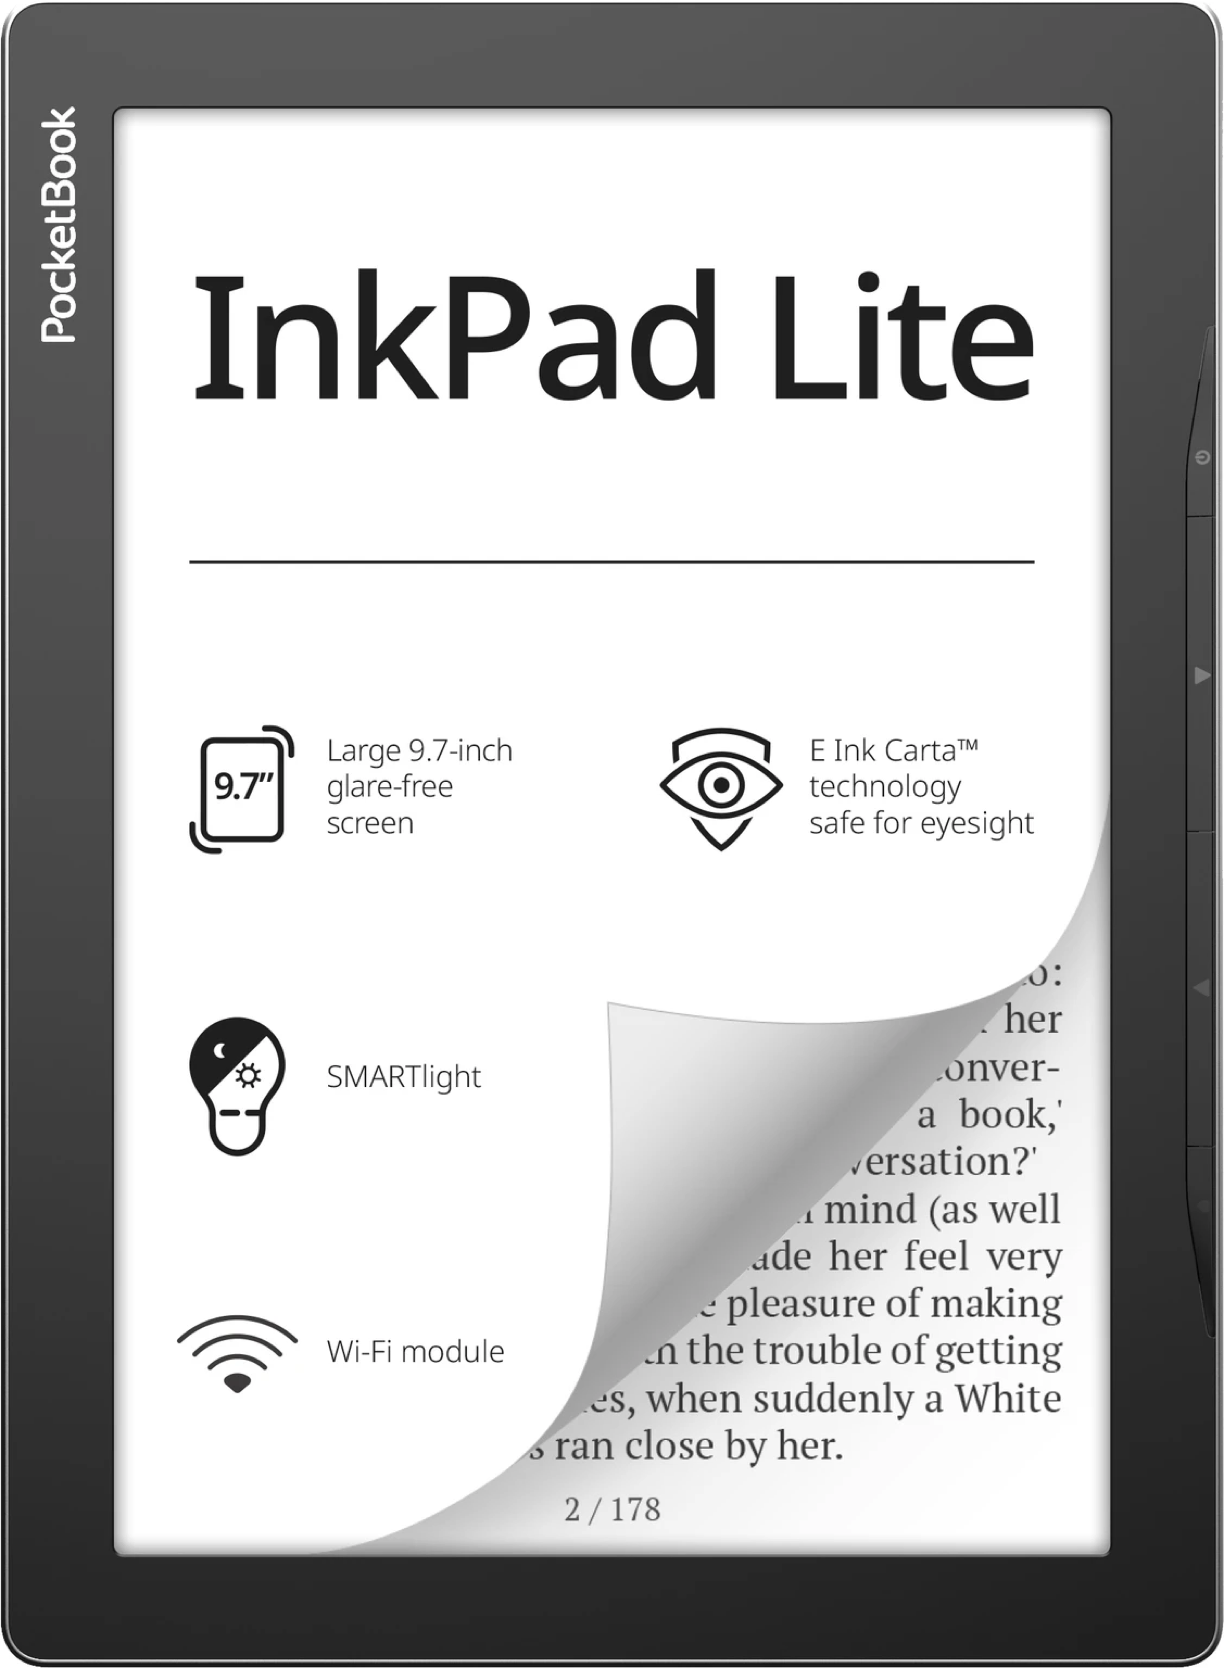 PocketBook
InkPad Lite
9.7”
Large 9.7-inch
glare-free
screen
E Ink Carta™
technology
safe for eyesight
SMARTlight
Wi-Fi module
her
a book,'
mind (as well
her feel very
pleasure of making
the trouble of getting
when suddenly a White
ran close by her.
2 / 178